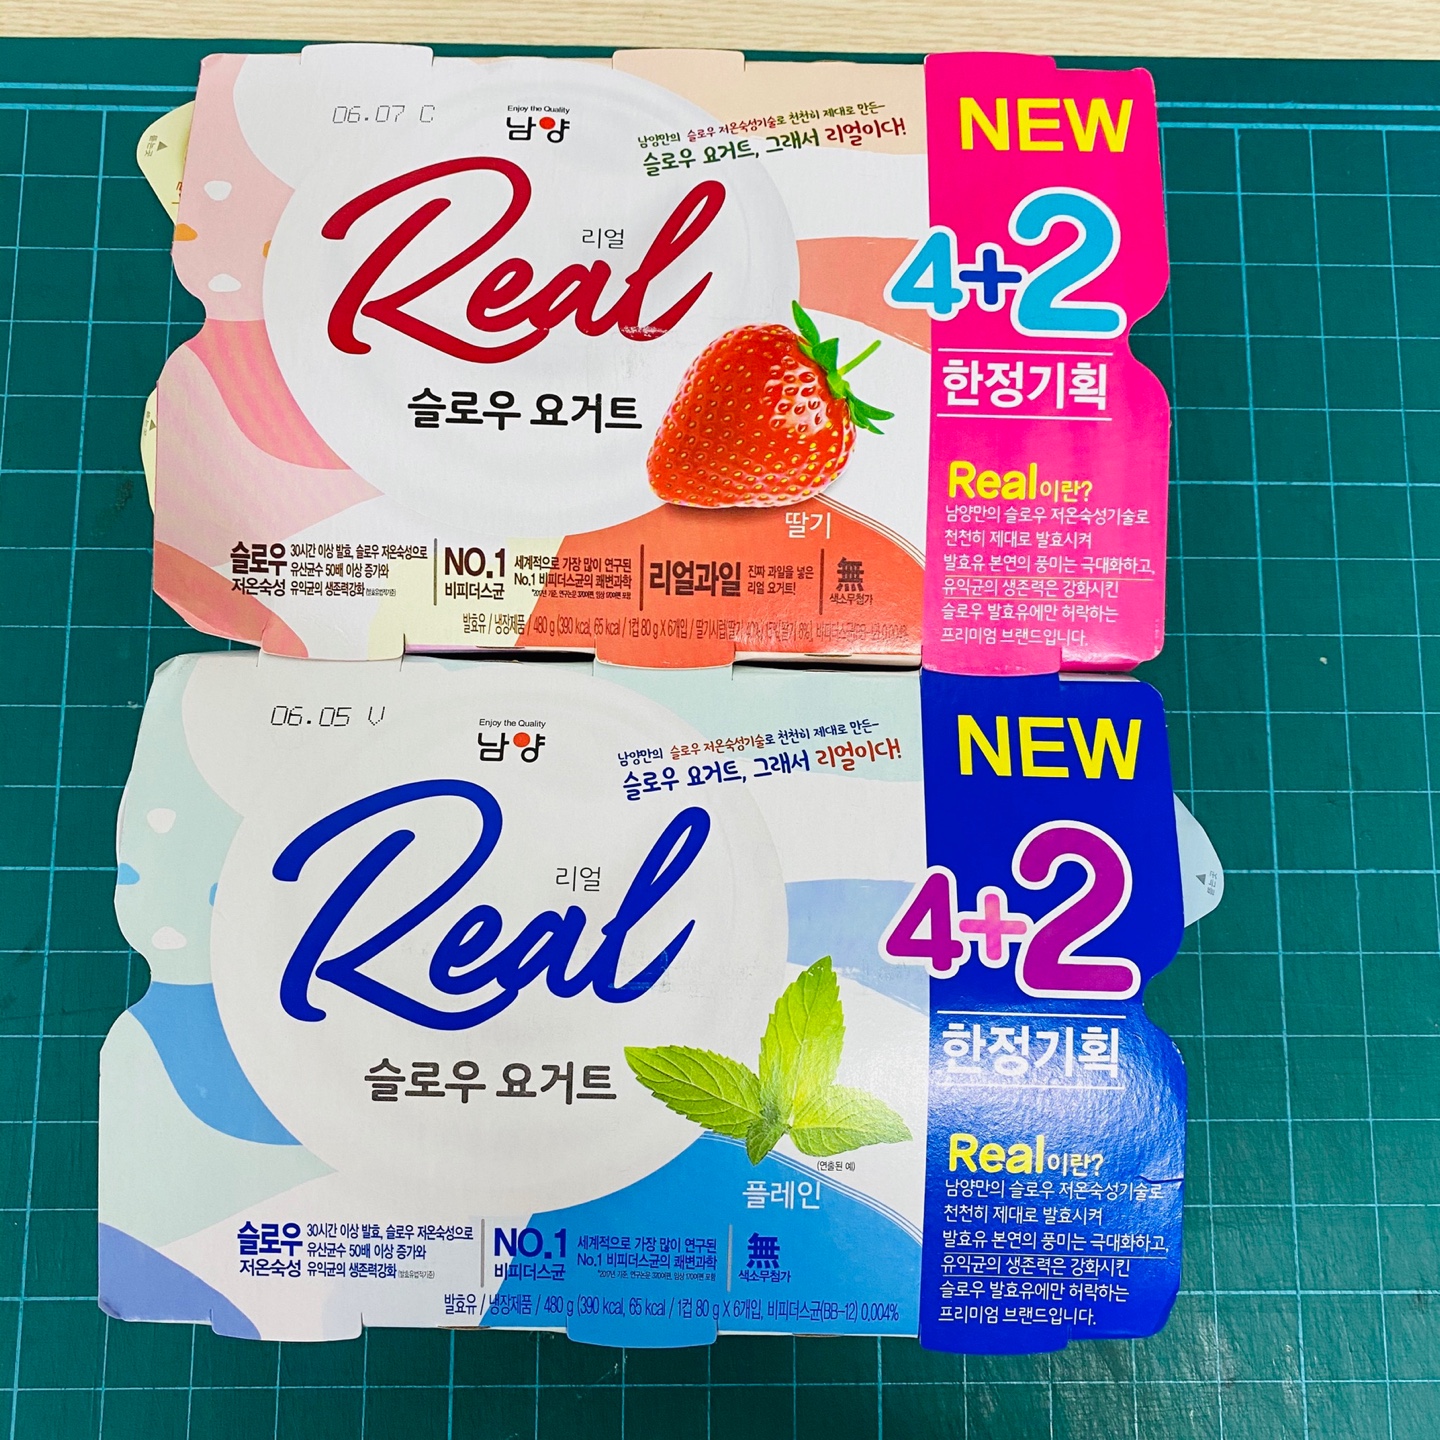 06.07 C
Enjoy the Quality
남양
남양만의 슬로우 저온숙성기술로 천천히 제대로 만든-
슬로우 요거트, 그래서 리얼이다!
리얼
Real
슬로우 요거트
딸기
슬로우
저온숙성
30시간 이상 발효, 슬로우 저온숙성으로
유산균수 50배 이상 증가와
유익균의 생존력강화
NO.1
비피더스균
세계적으로 가장 많이 연구된
No.1 비피더스균의 쾌변과학
리얼과일
진짜 과일을 넣은
리얼 요거트!
無
색소무첨가
발효유 / 냉장제품 / 480 g (390 kcal, 65 kcal / 1컵 80 g X 6개입 / 딸기시럽
NEW
4+2
한정기획
Real이란?
남양만의 슬로우 저온숙성기술로
천천히 제대로 발효시켜
발효유 본연의 풍미는 극대화하고,
유익균의 생존력은 강화시킨
슬로우 발효유에만 허락하는
프리미엄 브랜드입니다.
06.05 V
Enjoy the Quality
남양
남양만의 슬로우 저온숙성기술로 천천히 제대로 만든-
슬로우 요거트, 그래서 리얼이다!
리얼
Real
슬로우 요거트
(연출된 예)
플레인
슬로우
저온숙성
30시간 이상 발효, 슬로우 저온숙성으로
유산균수 50배 이상 증가와
유익균의 생존력강화
NO.1
비피더스균
세계적으로 가장 많이 연구된
No.1 비피더스균의 쾌변과학
無
색소무첨가
발효유 / 냉장제품 / 480 g (390 kcal, 65 kcal / 1컵 80 g X 6개입, 비피더스균(BB-12) 0.004%
NEW
4+2
한정기획
Real이란?
남양만의 슬로우 저온숙성기술로
천천히 제대로 발효시켜
발효유 본연의 풍미는 극대화하고,
유익균의 생존력은 강화시킨
슬로우 발효유에만 허락하는
프리미엄 브랜드입니다.
뜯는곳